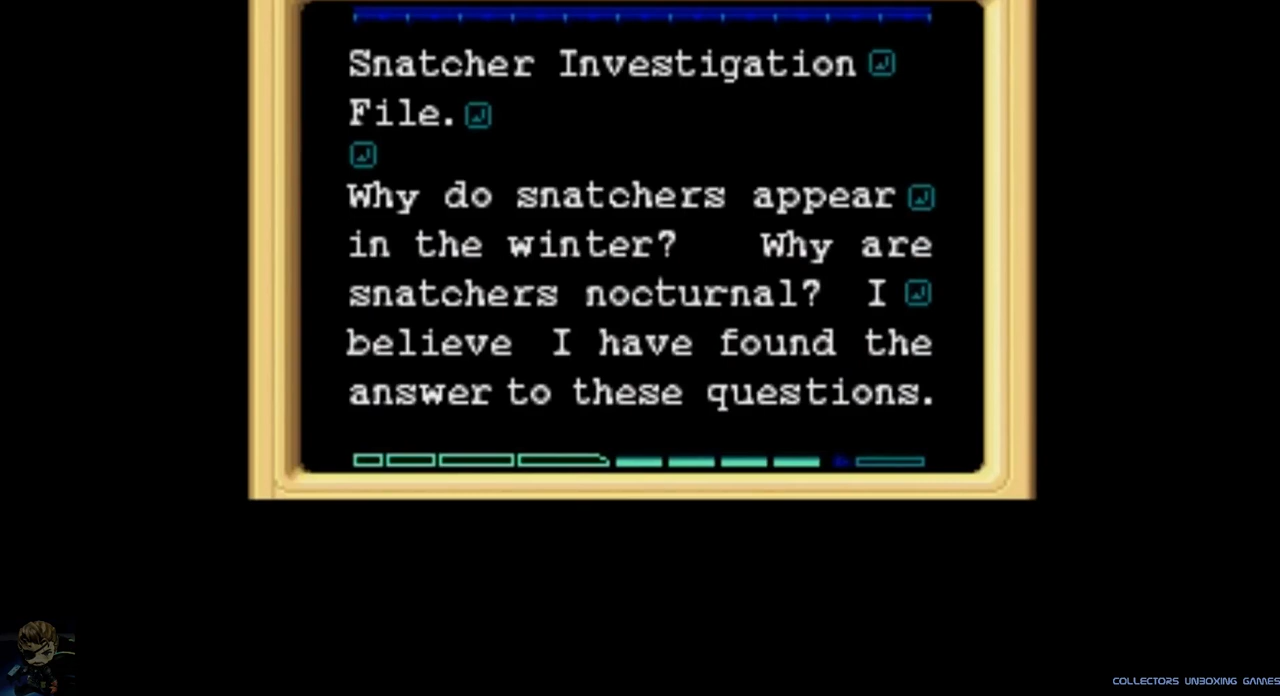 Snatcher Investigation
File.
Why do snatchers appear
in the winter? Why are
snatchers nocturnal? I
believe I have found the
answer to these questions.
COLLECTORS UNBOXING GAMES